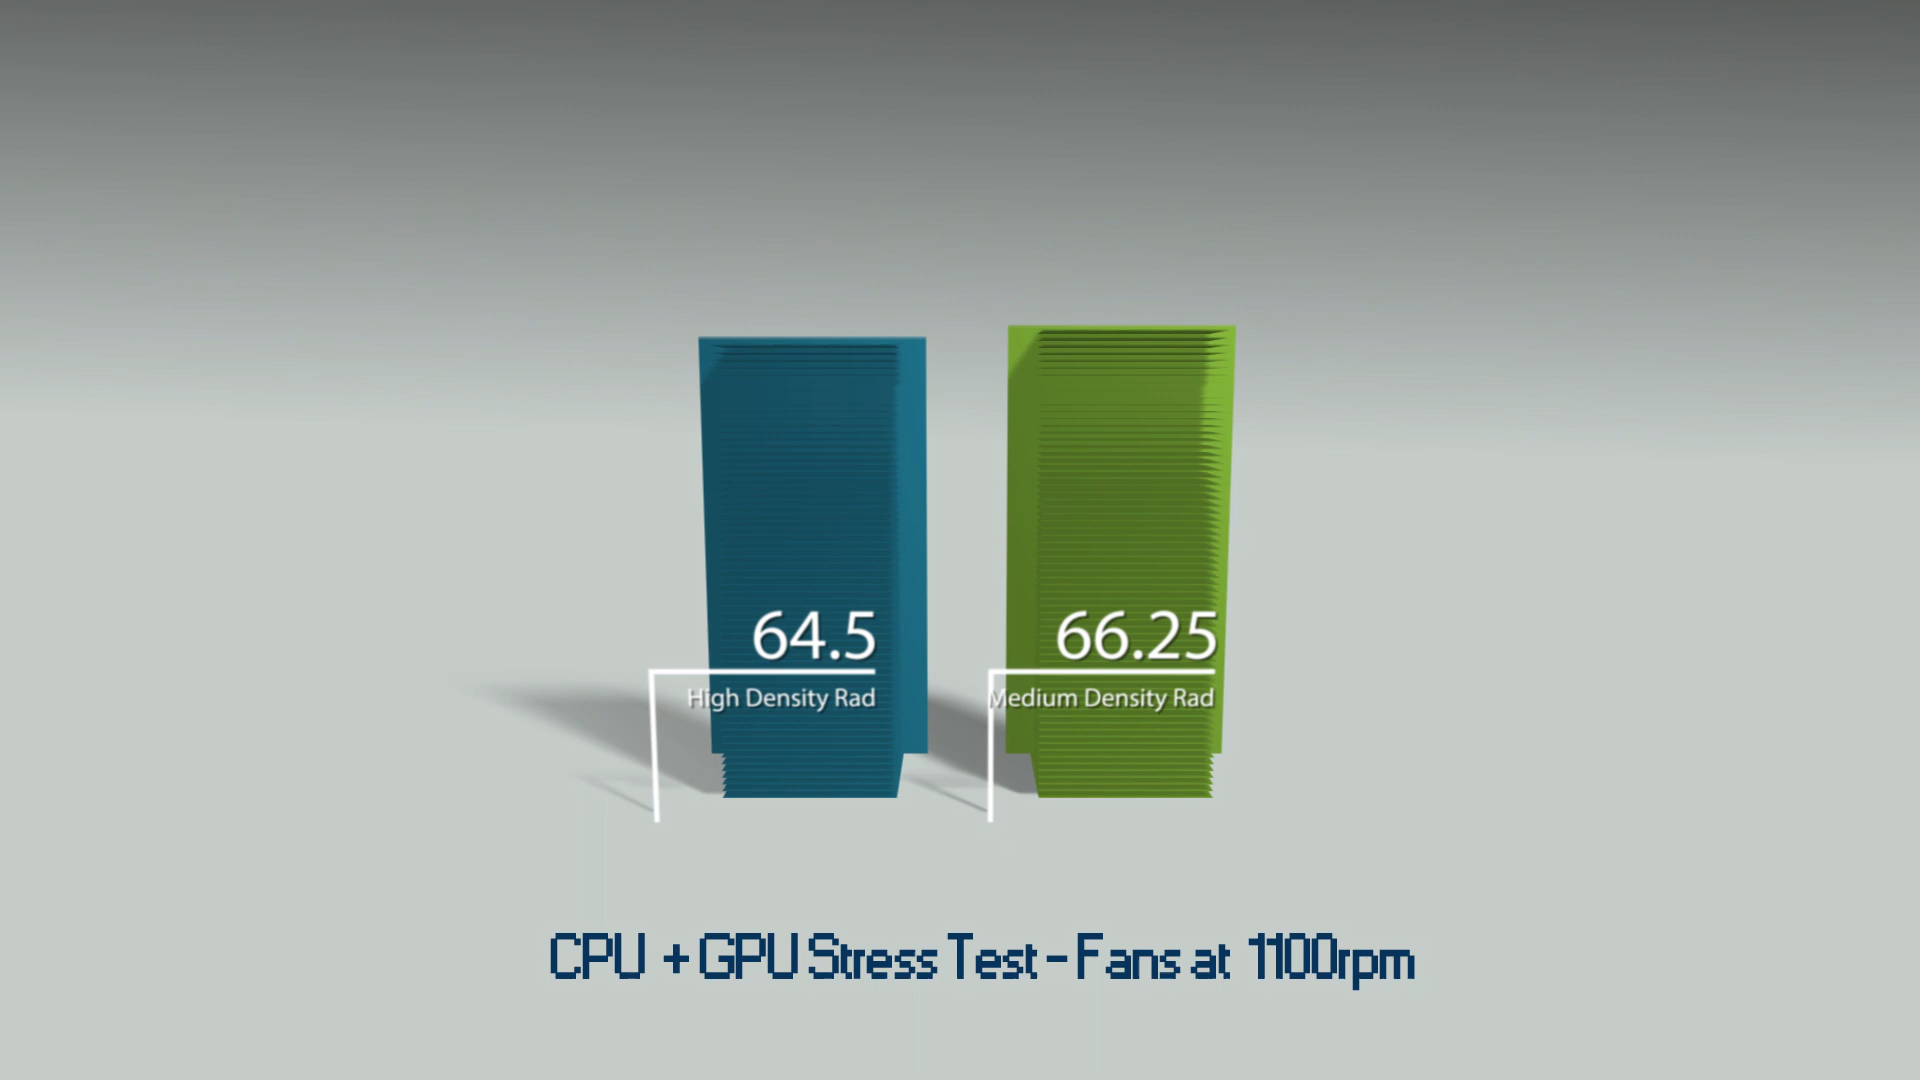 64.5
High Density Rad
66.25
Medium Density Rad
CPU + GPU Stress Test - Fans at 1100rpm